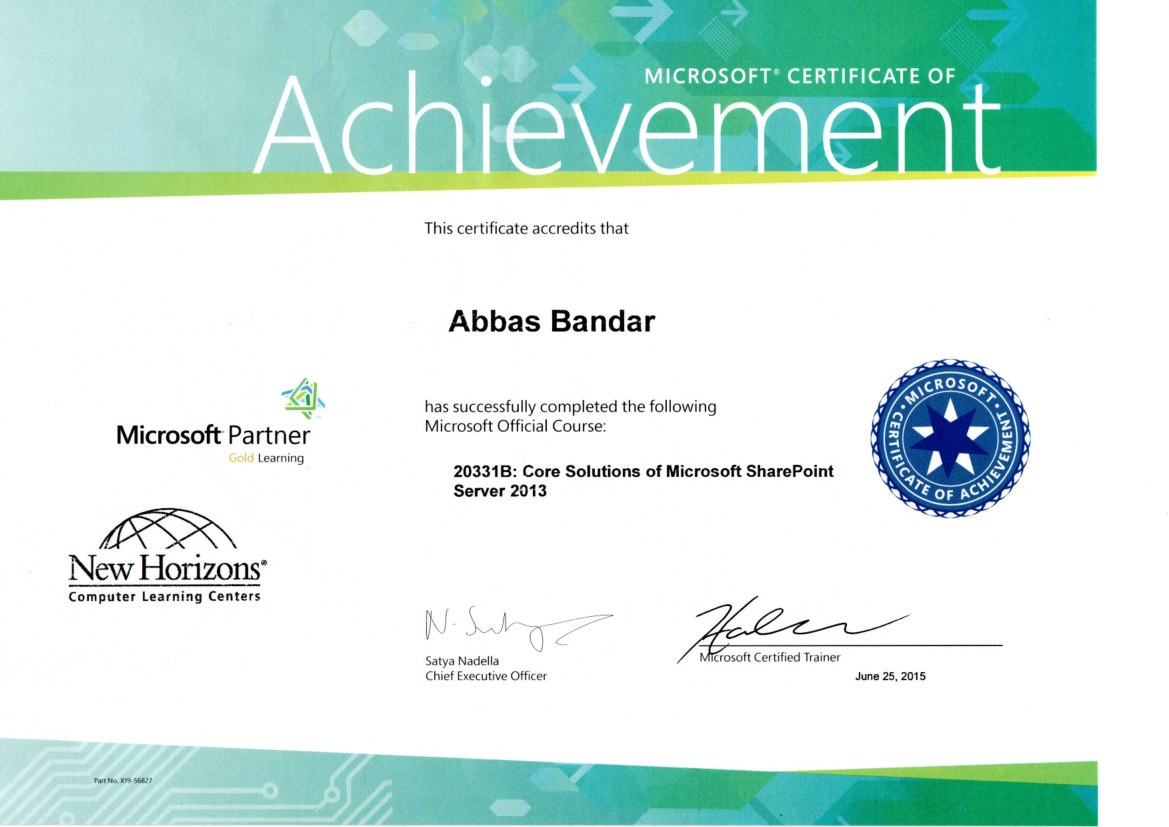 MICROSOFT® CERTIFICATE OF
Achievement
This certificate accredits that
Abbas Bandar
has successfully completed the following
Microsoft Official Course:
20331B: Core Solutions of Microsoft SharePoint
Server 2013
Microsoft Partner
Gold Learning
New Horizons®
Computer Learning Centers
MICROSOFT • CERTIFICATE OF ACHIEVEMENT •
Satya Nadella
Chief Executive Officer
Microsoft Certified Trainer
June 25, 2015
Part No. X19-56827